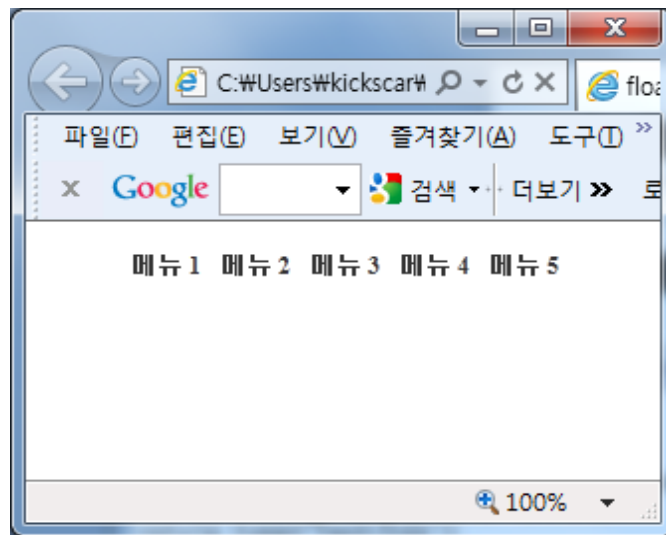 C:₩Users₩kickscar₩
floa
파일(F) 편집(E) 보기(V) 즐겨찾기(A) 도구(T) »
x Google 검색 더보기 »
메뉴 1 메뉴 2 메뉴 3 메뉴 4 메뉴 5
100%